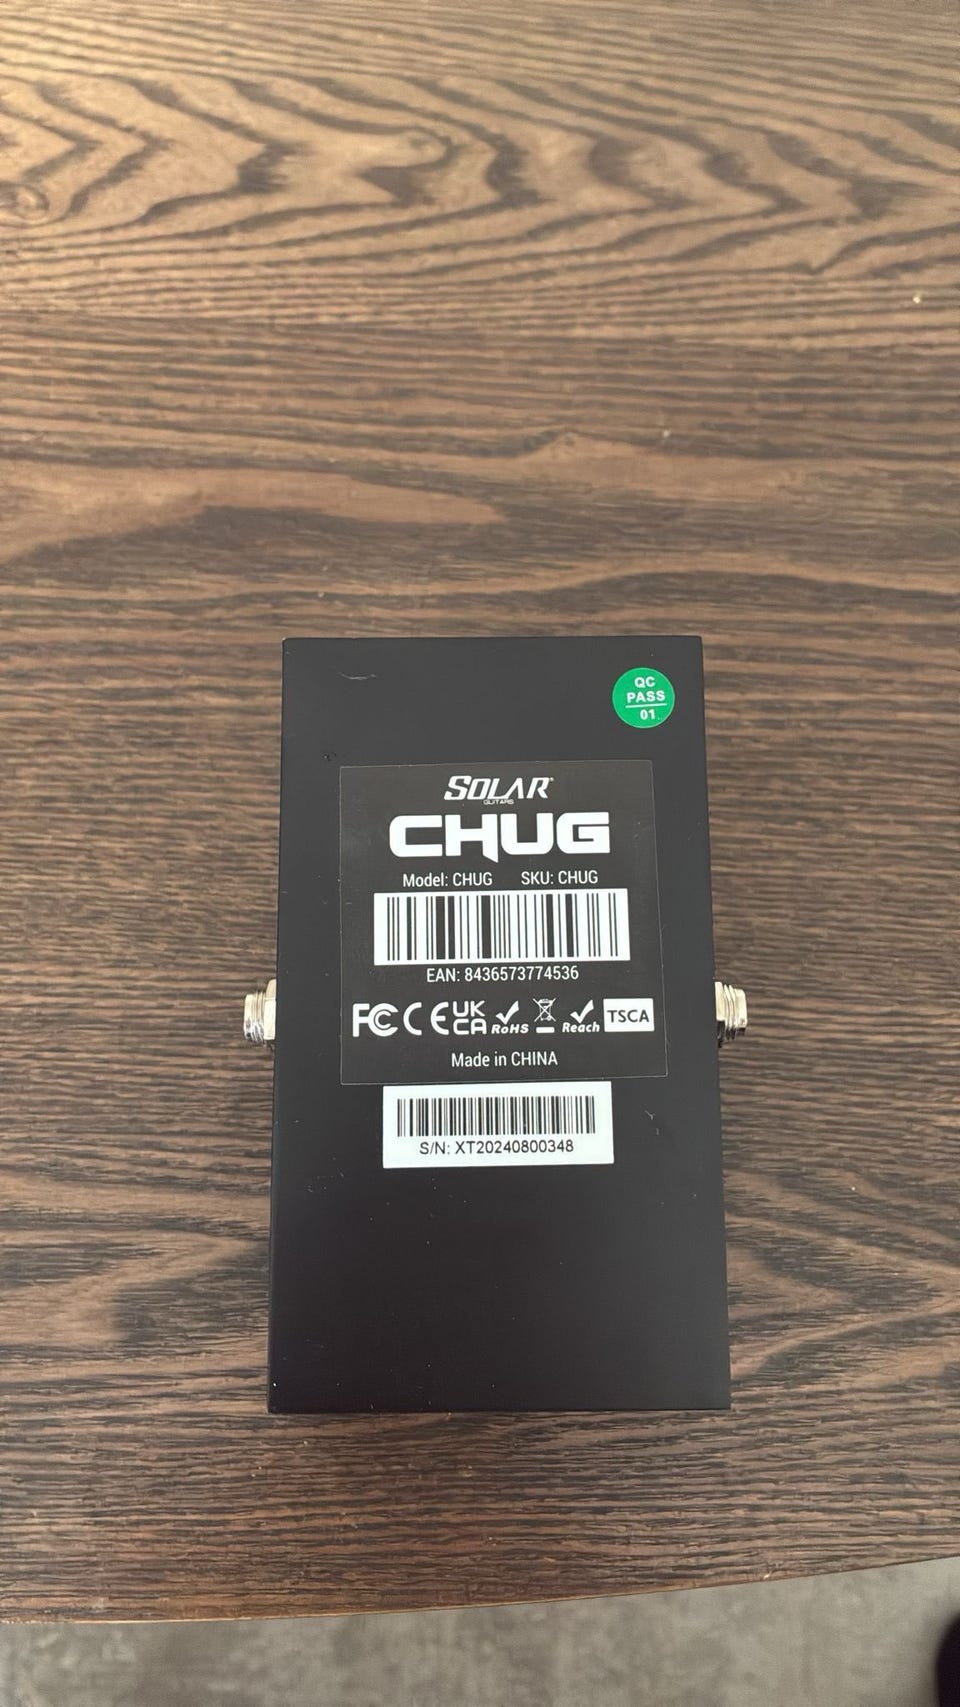 QC
PASS
01
SOLAR
GUITARS
CHUG
Model: CHUG SKU: CHUG
EAN: 8436573774536
FC CE UK CA RoHS Reach TSCA
Made in CHINA
S/N: XT20240800348